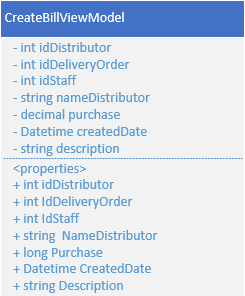 CreateBillViewModel
- int idDistributor
- int idDeliveryOrder
- int idStaff
- string nameDistributor
- decimal purchase
- Datetime createdDate
- string description
<properties>
+ int idDistributor
+ int IdDeliveryOrder
+ int IdStaff
+ string  NameDistributor
+ long Purchase
+ Datetime CreatedDate
+ string Description